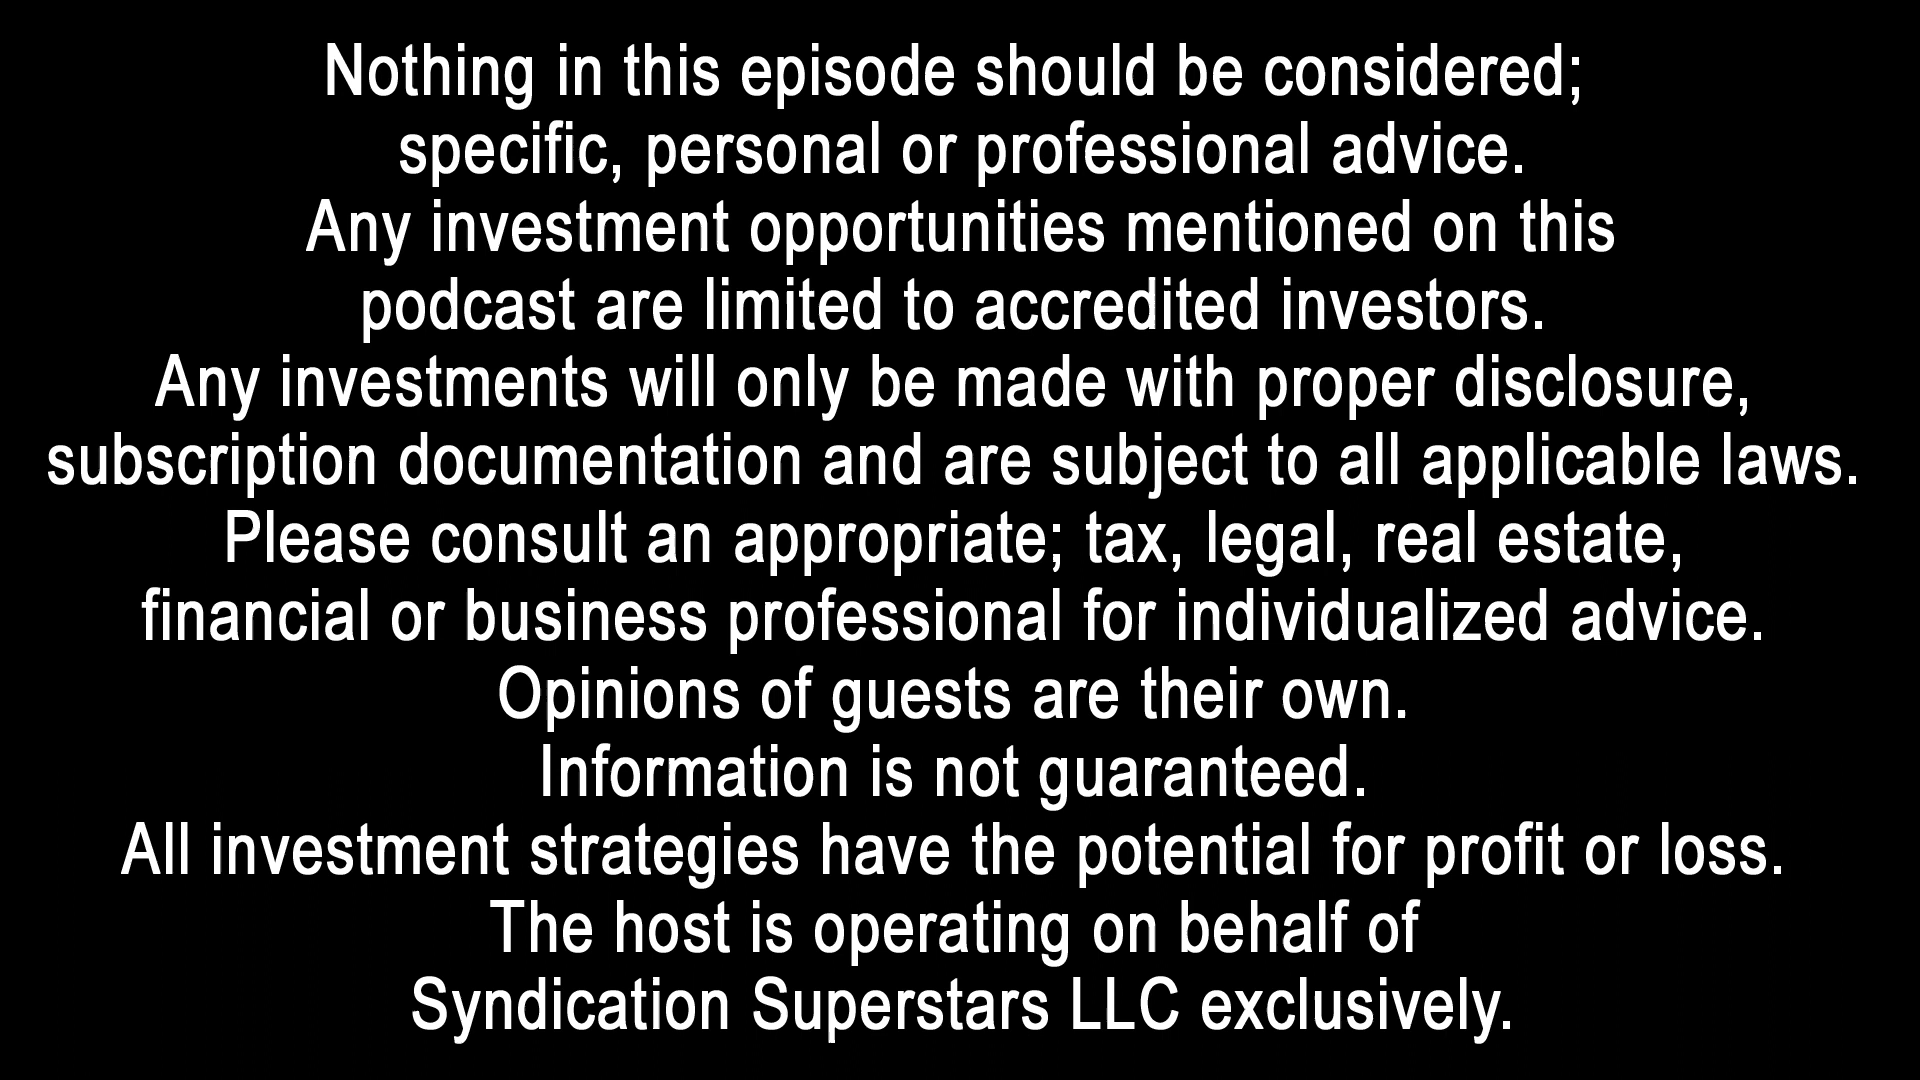 Nothing in this episode should be considered;
specific, personal or professional advice.
Any investment opportunities mentioned on this
podcast are limited to accredited investors.
Any investments will only be made with proper disclosure,
subscription documentation and are subject to all applicable laws.
Please consult an appropriate; tax, legal, real estate,
financial or business professional for individualized advice.
Opinions of guests are their own.
Information is not guaranteed.
All investment strategies have the potential for profit or loss.
The host is operating on behalf of
Syndication Superstars LLC exclusively.